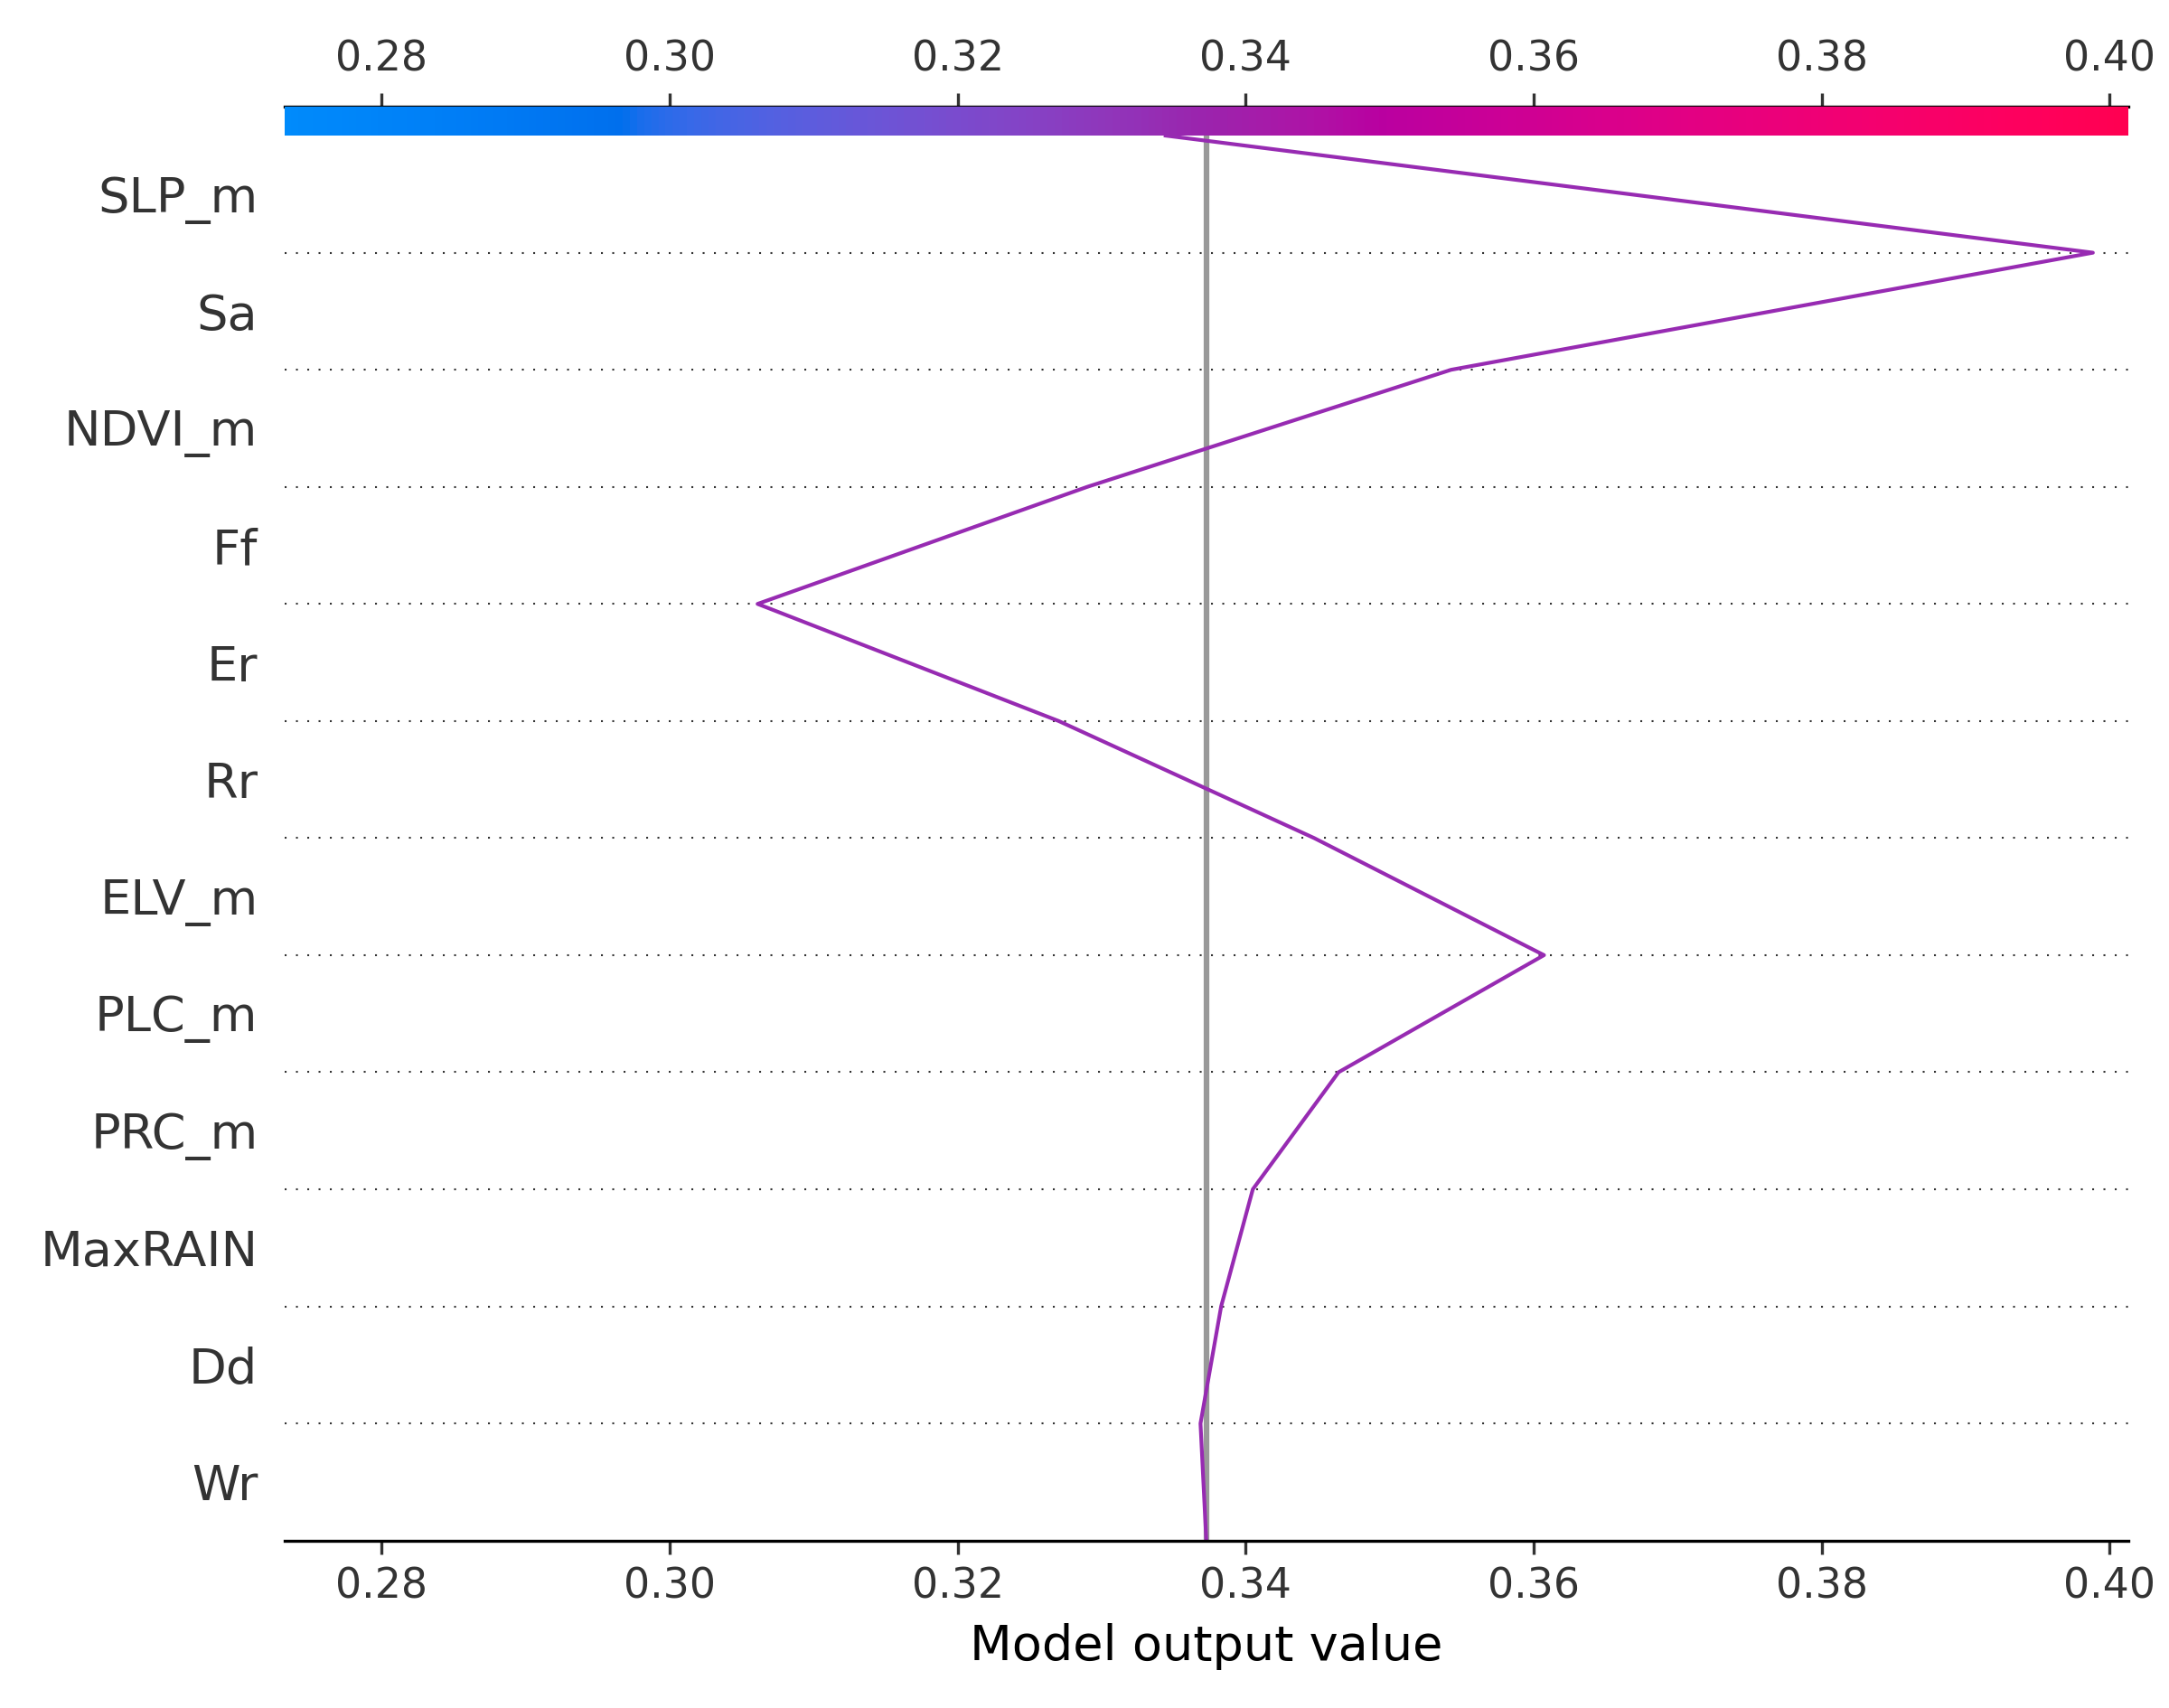 0.28 0.30 0.32 0.34 0.36 0.38 0.40
SLP_m
Sa
NDVI_m
Ff
Er
Rr
ELV_m
PLC_m
PRC_m
MaxRAIN
Dd
Wr
0.28 0.30 0.32 0.34 0.36 0.38 0.40
Model output value